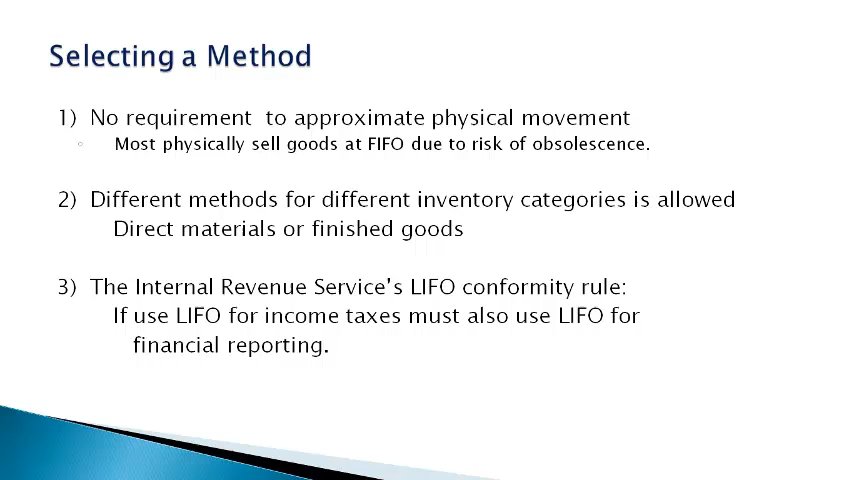 Selecting a Method
1) No requirement to approximate physical movement
◦ Most physically sell goods at FIFO due to risk of obsolescence.
2) Different methods for different inventory categories is allowed
Direct materials or finished goods
3) The Internal Revenue Service's LIFO conformity rule:
If use LIFO for income taxes must also use LIFO for
financial reporting.